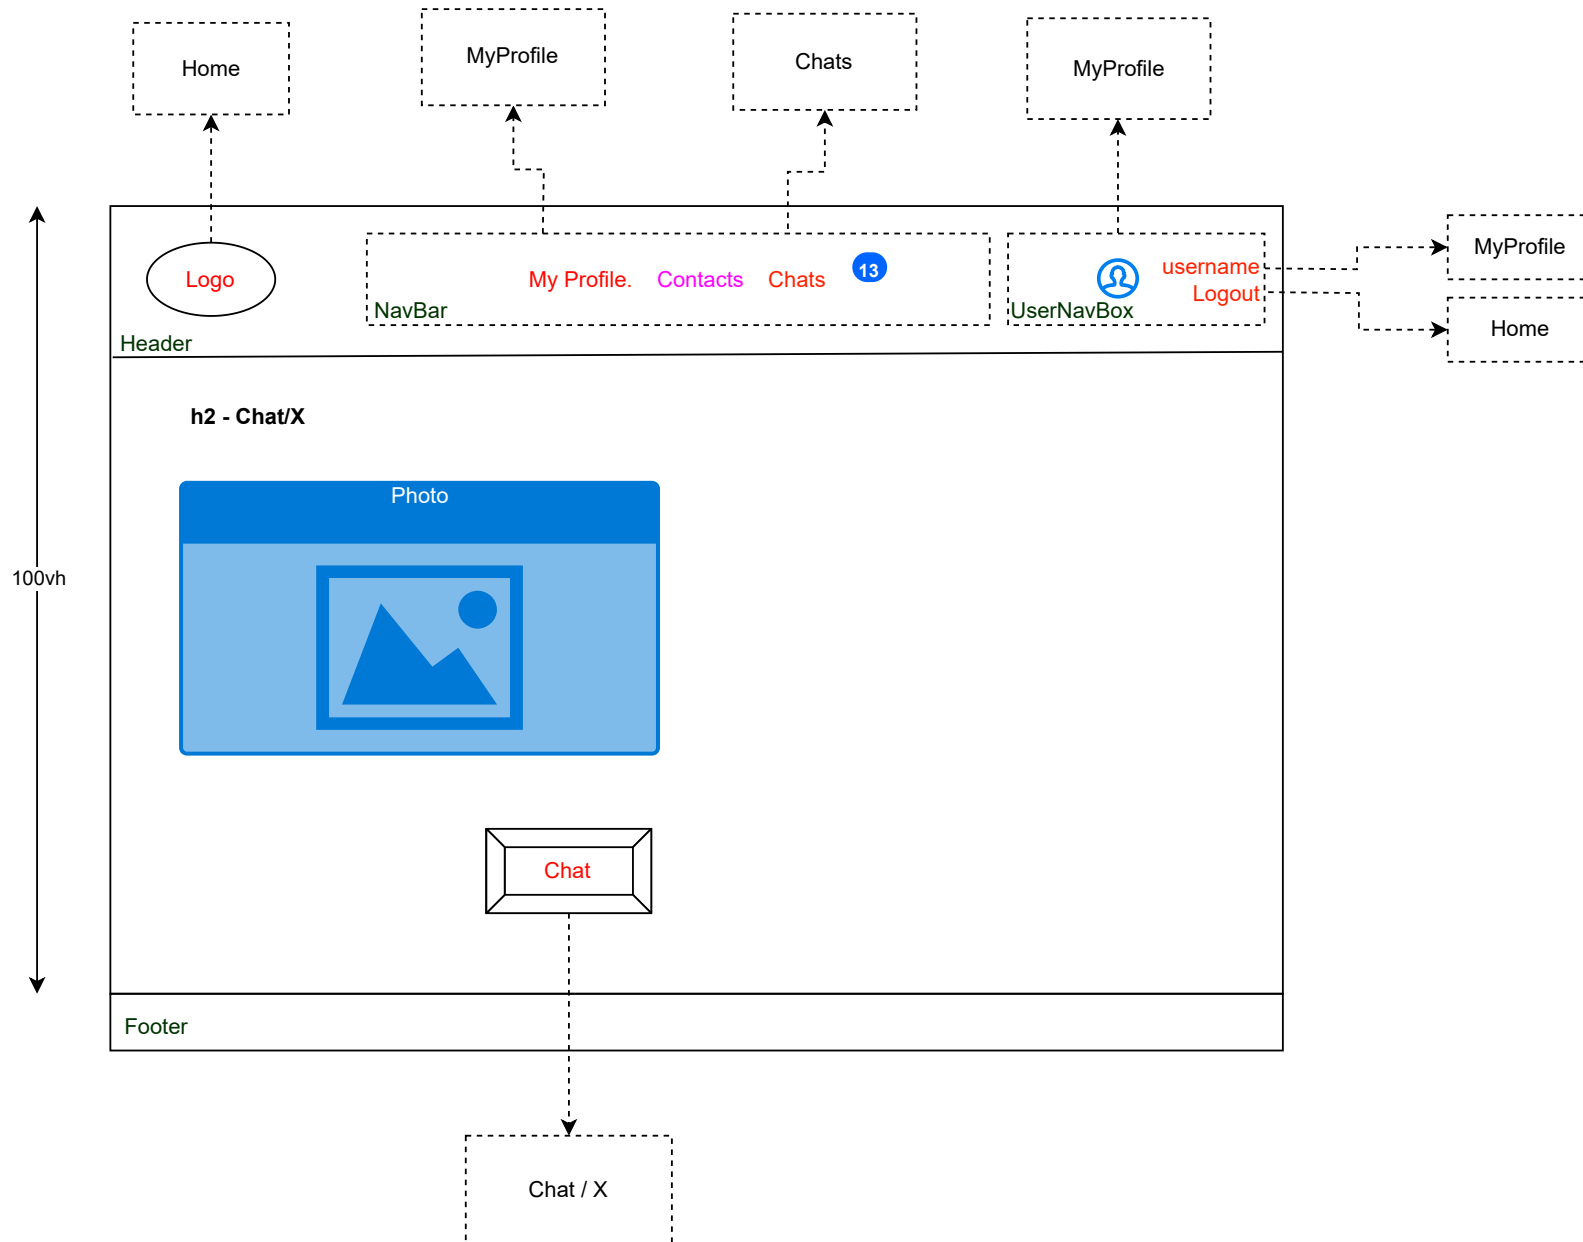 Home
MyProfile
Chats
MyProfile
Logo
My Profile.
Contacts
Chats
13
NavBar
username
Logout
UserNavBox
MyProfile
Home
Header
h2 - Chat/X
Photo
100vh
Chat
Footer
Chat / X